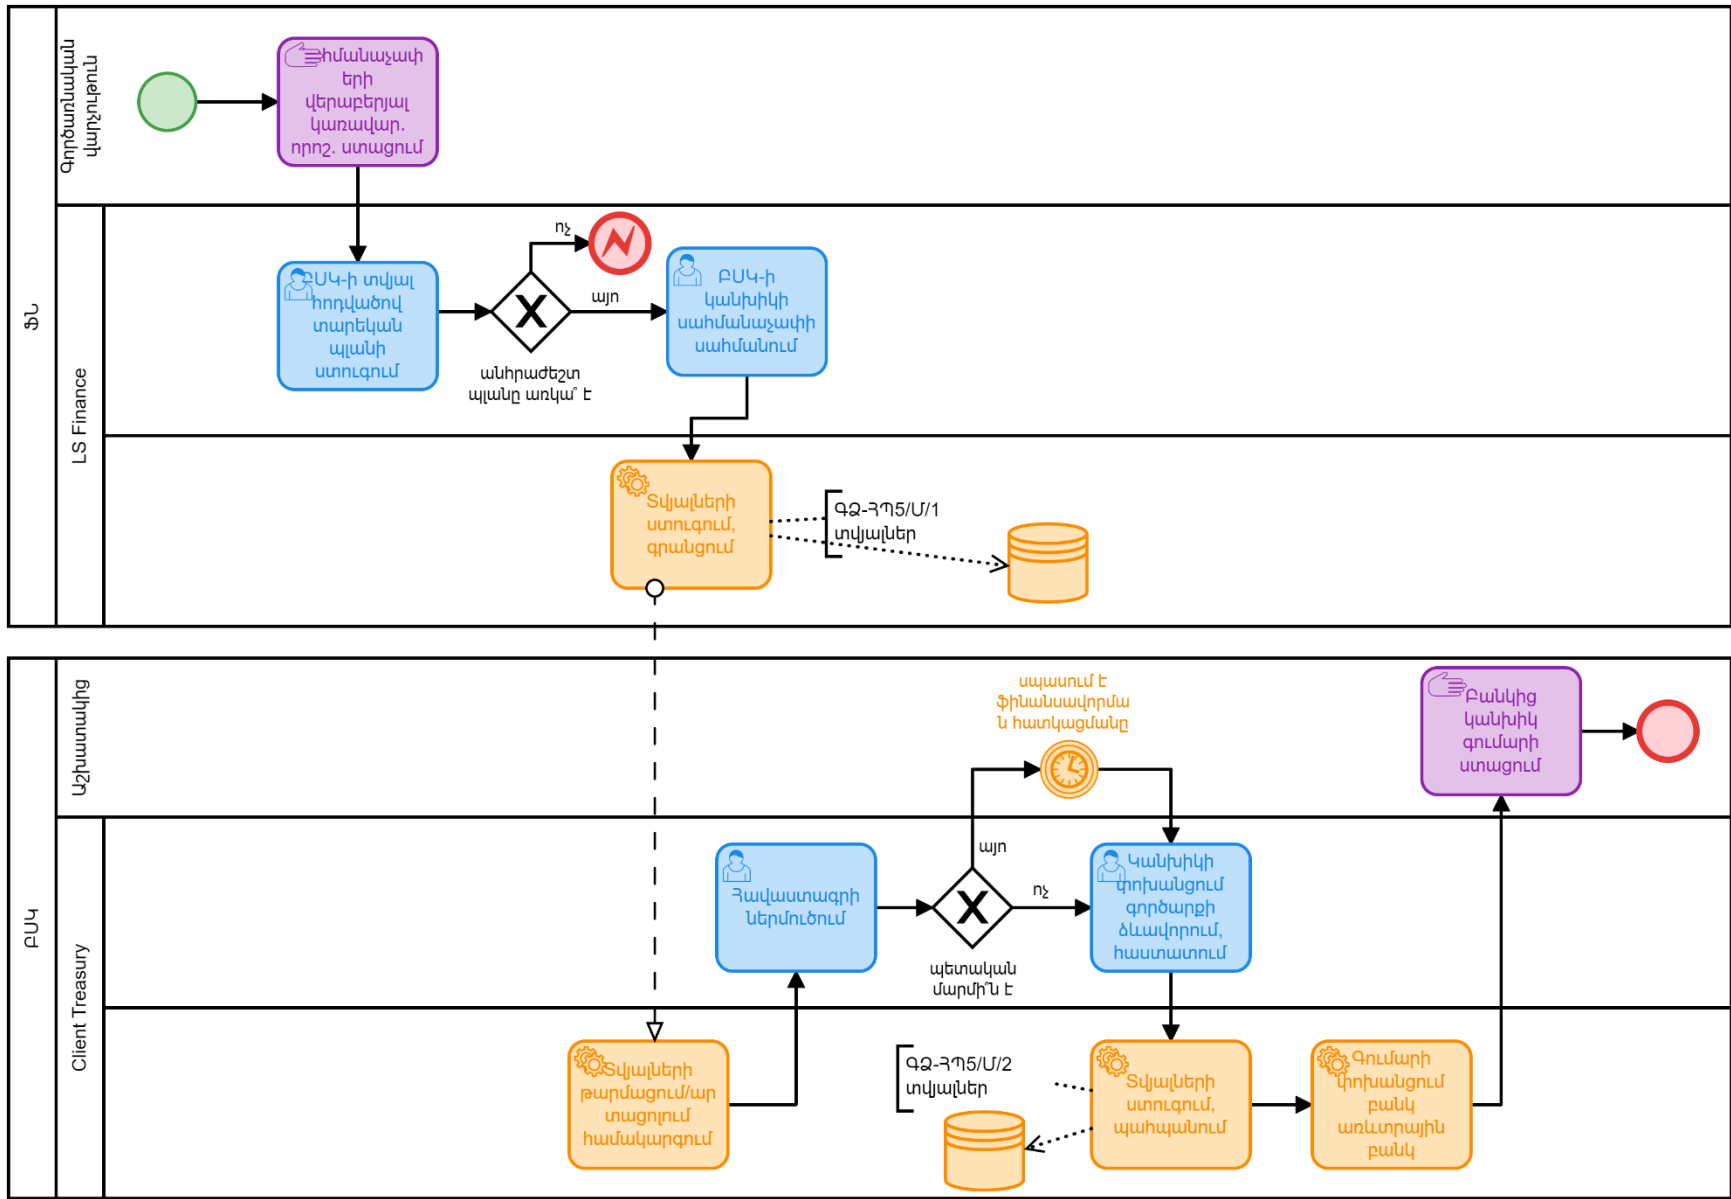 ՖՆ
Գործառնական
վարչություն
հմանաչափ
երի
վերաբերյալ
կառավար.
որոշ. ստացում
LS Finance
ԲՍԿ-ի տվյալ
հոդվածով
տարեկան
պլանի
ստուգում
ոչ
այո
անհրաժեշտ
պլանը առկա՞ է
ԲՍԿ-ի
կանխիկի
սահմանաչափի
սահմանում
Տվյալների
ստուգում,
գրանցում
ԳՁ-ՀՊ5/Մ/1
տվյալներ
ԲՍԿ
Աշխատակից
սպասում է
ֆինանսավորմա
ն հատկացմանը
Բանկից
կանխիկ
գումարի
ստացում
Client Treasury
Հավաստագրի
ներմուծում
այո
ոչ
պետական
մարմի՞ն է
Կանխիկի
փոխանցում
գործարքի
ձևավորում,
հաստատում
Տվյալների
թարմացում/ար
տացոլում
համակարգում
ԳՁ-ՀՊ5/Մ/2
տվյալներ
Տվյալների
ստուգում,
պահպանում
Գումարի
փոխանցում
բանկ
առևտրային
բանկ